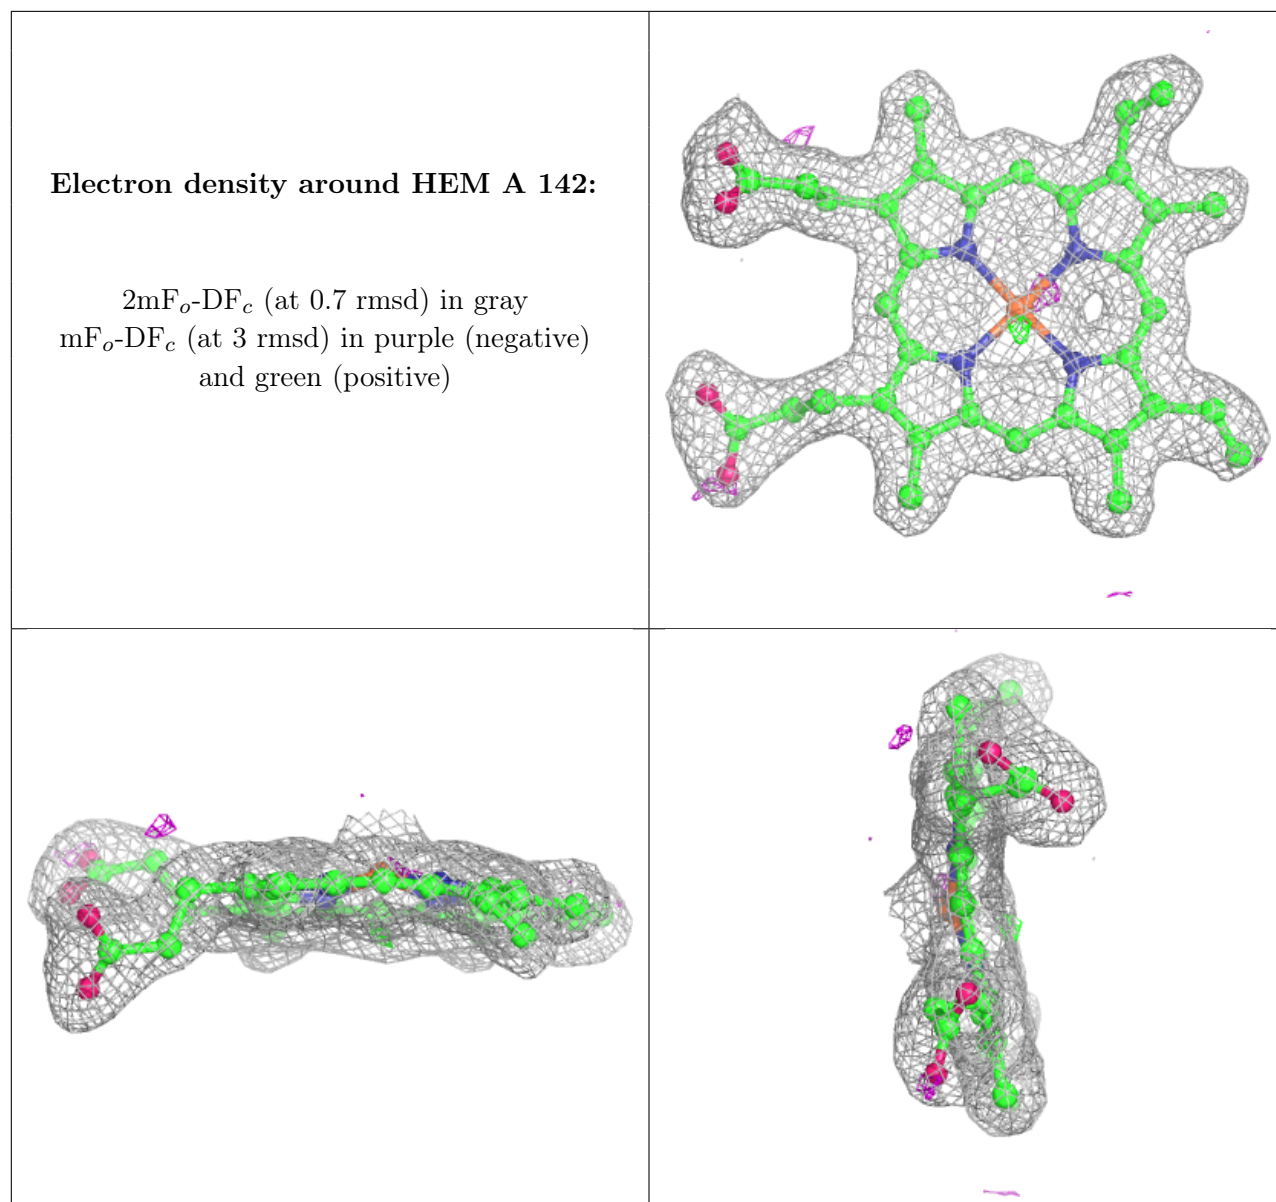 Electron density around HEM A 142:
2mFo-DFc (at 0.7 rmsd) in gray
mFo-DFc (at 3 rmsd) in purple (negative)
and green (positive)